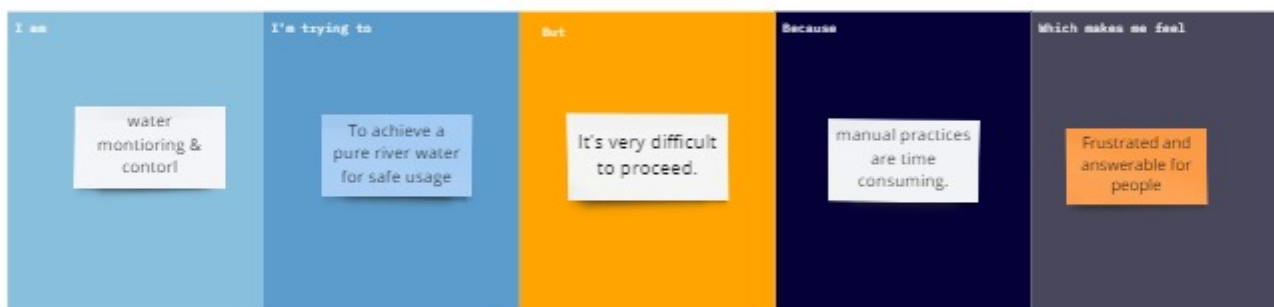 I am
water
montioring &
contorl
I'm trying to
To achieve a
pure river water
for safe usage
But
It's very difficult
to proceed.
Because
manual practices
are time
consuming.
Which makes me feel
Frustrated and
answerable for
people